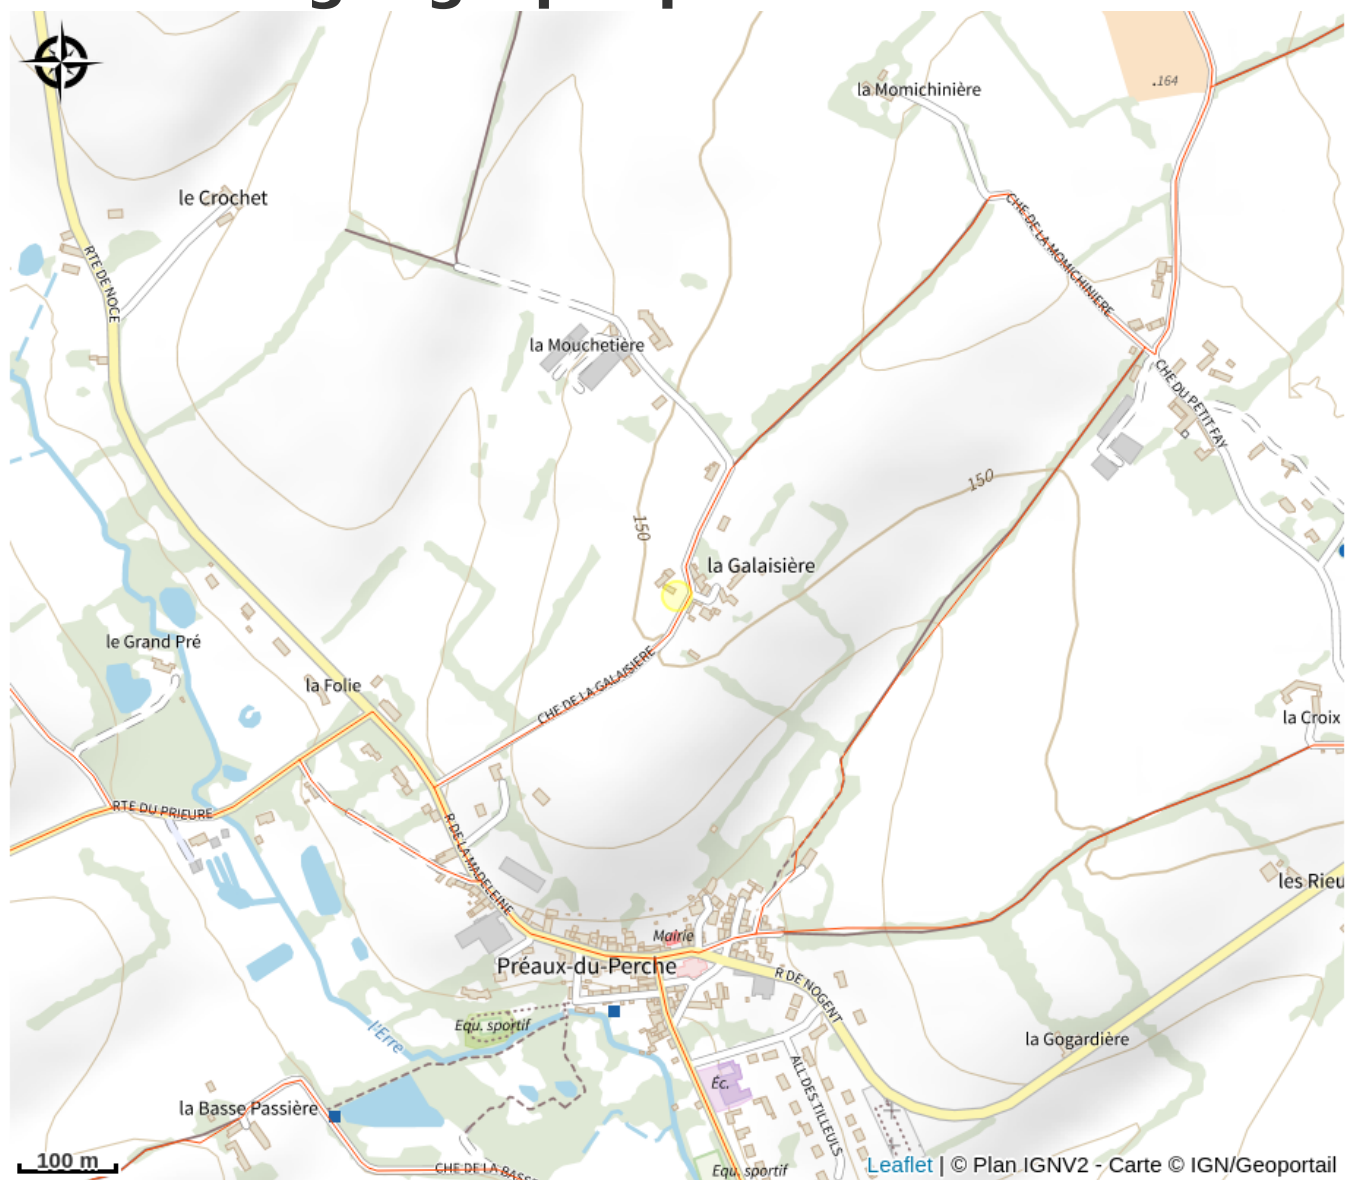 .164
la Momichinière
le Crochet
CHE DE LA MOMICHINIERE
RTE DE NOCE
la Mouchetière
CHE DU PETIT FAY
150
150
la Galaisière
le Grand Pré
CHE DE LA GALAISIERE
la Folie
la Croix
RTE DU PRIEURE
R DE LA MADELEINE
les Rieu
Mairie
Préaux-du-Perche
R DE NOGENT
Equ. sportif
l'Erre
la Gogardière
Éc.
ALL DES TILLEULS
la Basse Passière
100 m
CHE DE LA BASSE
Equ. sportif
Leaflet | © Plan IGNV2 - Carte © IGN/Geoportail